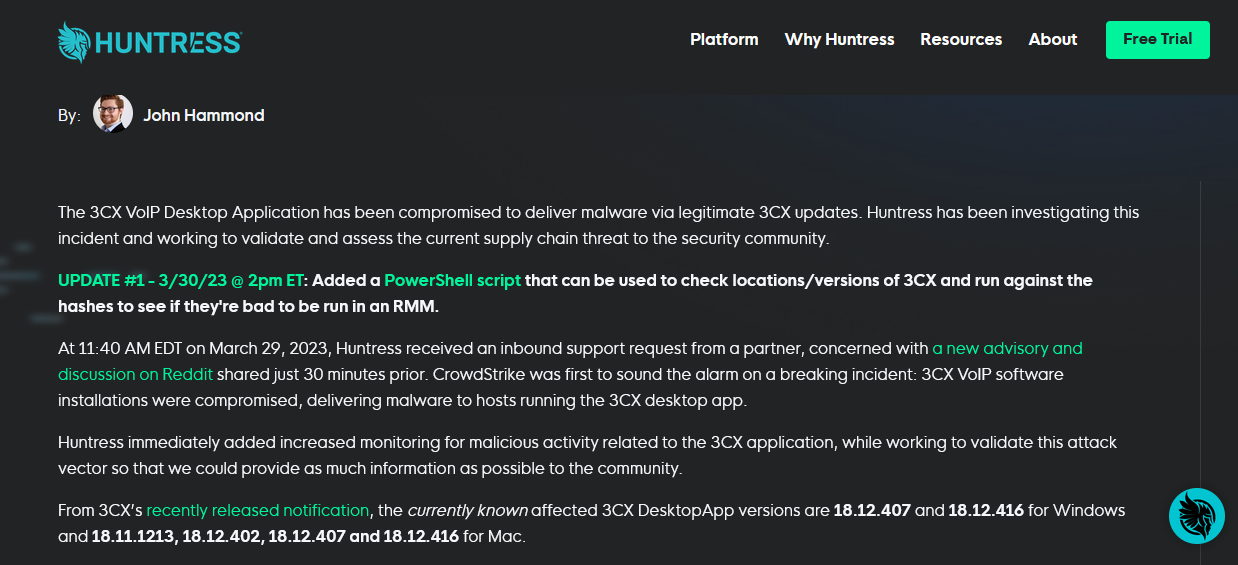 HUNTRESS
Platform Why Huntress Resources About Free Trial
By: John Hammond
The 3CX VoIP Desktop Application has been compromised to deliver malware via legitimate 3CX updates. Huntress has been investigating this
incident and working to validate and assess the current supply chain threat to the security community.
UPDATE #1 - 3/30/23 @ 2pm ET: Added a PowerShell script that can be used to check locations/versions of 3CX and run against the
hashes to see if they're bad to be run in an RMM.
At 11:40 AM EDT on March 29, 2023, Huntress received an inbound support request from a partner, concerned with a new advisory and
discussion on Reddit shared just 30 minutes prior. CrowdStrike was first to sound the alarm on a breaking incident: 3CX VoIP software
installations were compromised, delivering malware to hosts running the 3CX desktop app.
Huntress immediately added increased monitoring for malicious activity related to the 3CX application, while working to validate this attack
vector so that we could provide as much information as possible to the community.
From 3CX's recently released notification, the currently known affected 3CX DesktopApp versions are 18.12.407 and 18.12.416 for Windows
and 18.11.1213, 18.12.402, 18.12.407 and 18.12.416 for Mac.